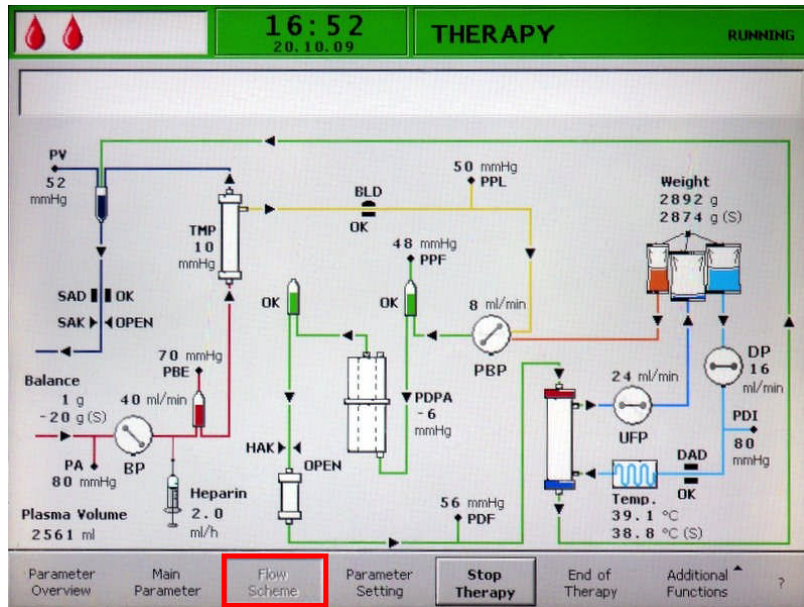 16:52
20.10.09
THERAPY
RUNNING
PV
52
mmHg
TMP
10
mmHg
BLD
OK
50 mmHg
PPL
48 mmHg
PPF
Weight
2892 g
2874 g (S)
SAD OK
SAK OPEN
OK
OK
8 ml/min
PBP
70 mmHg
PBE
Balance
1 g
-20 g (S)
40 ml/min
PA
80 mmHg
BP
Heparin
2.0
ml/h
Plasma Volume
2561 ml
HAK
OPEN
PDPA
-6
mmHg
56 mmHg
PDF
24 ml/min
UFP
DP
16
ml/min
PDI
80
mmHg
DAD
OK
Temp.
39.1 °C
38.8 °C (S)
Parameter
Overview
Main
Parameter
Flow
Scheme
Parameter
Setting
Stop
Therapy
End of
Therapy
Additional
Functions
?